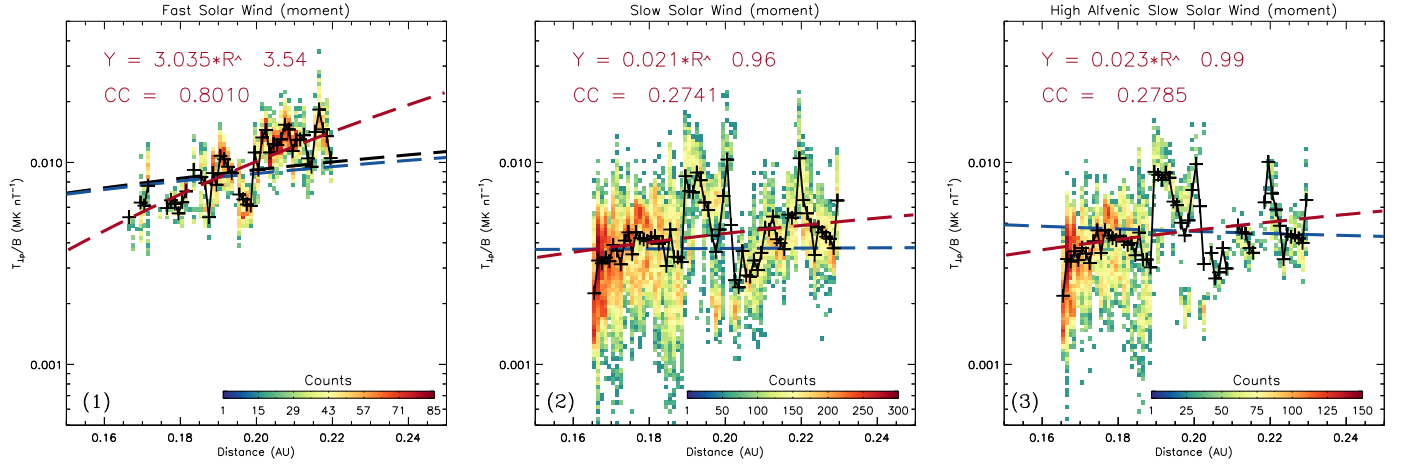 Fast Solar Wind (moment)
Y = 3.035*R^ 3.54
CC = 0.8010
0.010
0.001
T⊥p/B (MK nT⁻¹)
(1)
Counts
1 15 29 43 57 71 85
0.16 0.18 0.20 0.22 0.24
Distance (AU)
Slow Solar Wind (moment)
Y = 0.021*R^ 0.96
CC = 0.2741
0.010
0.001
T⊥p/B (MK nT⁻¹)
(2)
Counts
1 50 100 150 200 250 300
0.16 0.18 0.20 0.22 0.24
Distance (AU)
High Alfvenic Slow Solar Wind (moment)
Y = 0.023*R^ 0.99
CC = 0.2785
0.010
0.001
T⊥p/B (MK nT⁻¹)
(3)
Counts
1 25 50 75 100 125 150
0.16 0.18 0.20 0.22 0.24
Distance (AU)